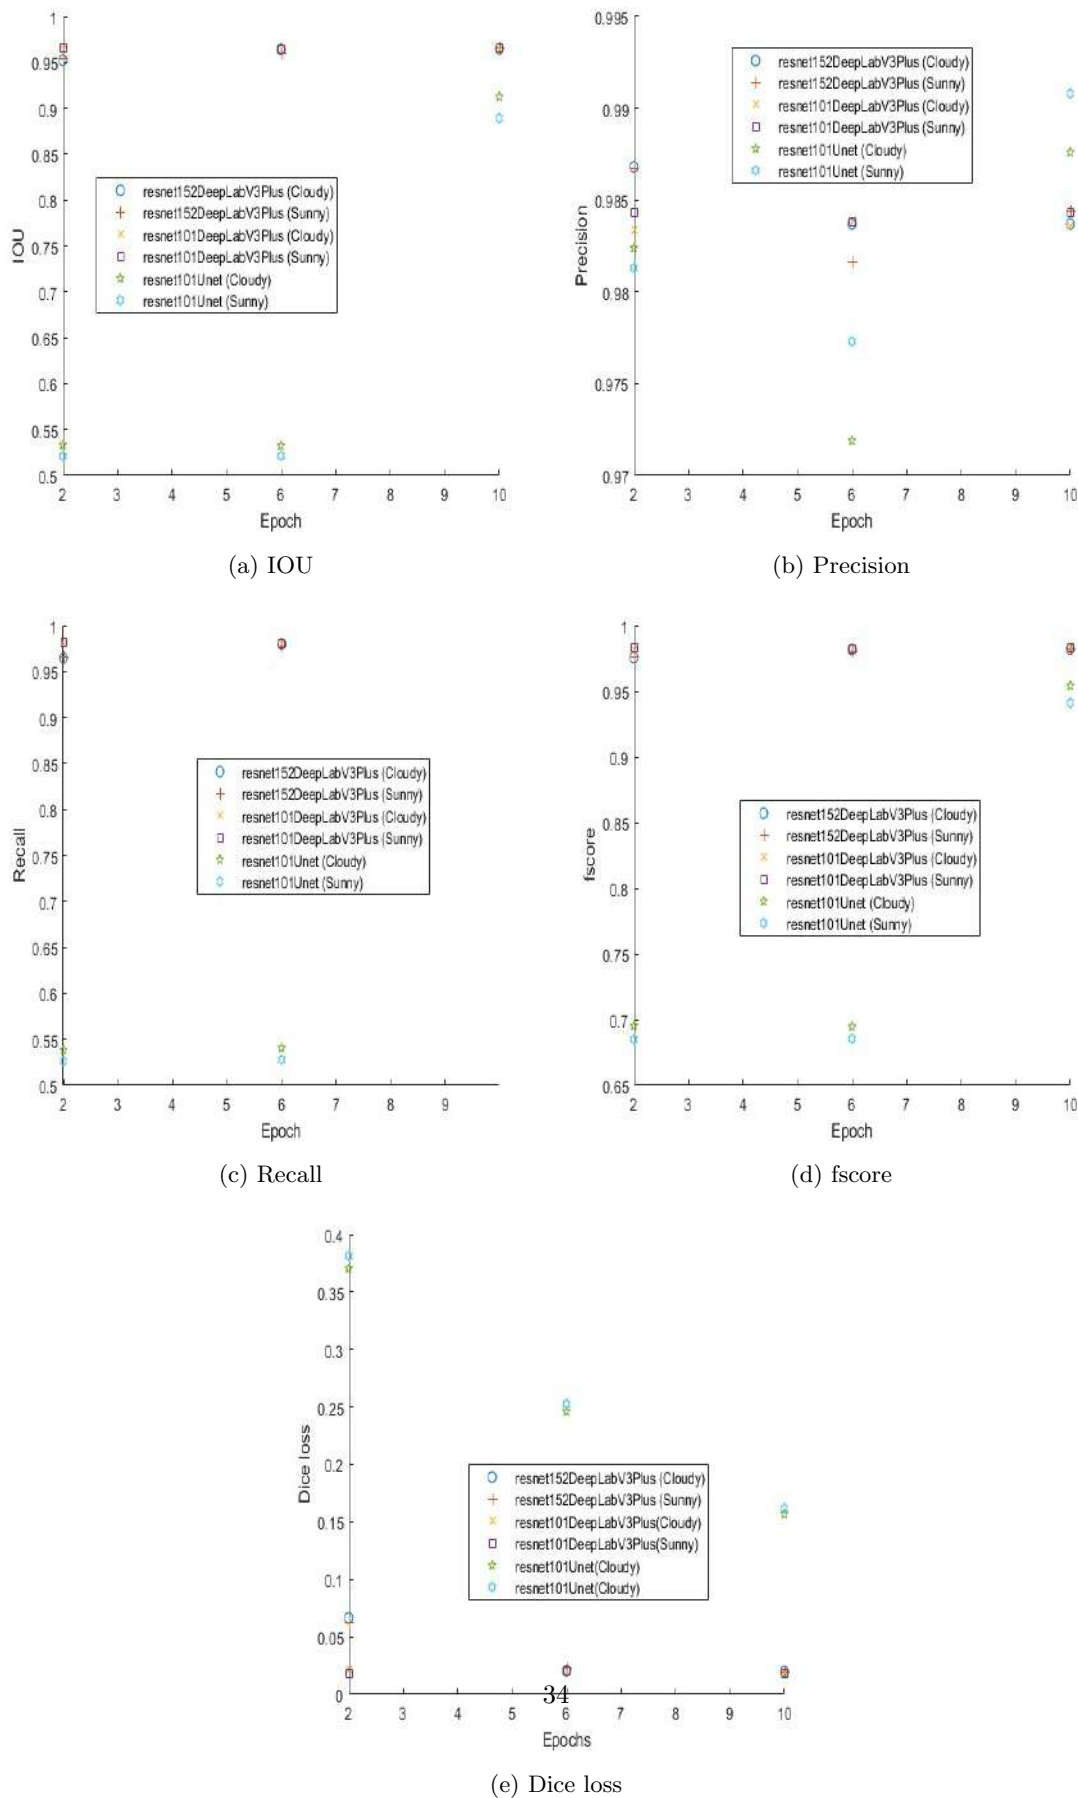 1
0.95
0.9
0.85
0.8
0.75
0.7
0.65
0.6
0.55
0.5
IOU
resnet152DeepLabV3Plus (Cloudy)
resnet152DeepLabV3Plus (Sunny)
resnet101DeepLabV3Plus (Cloudy)
resnet101DeepLabV3Plus (Sunny)
resnet101Unet (Cloudy)
resnet101Unet (Sunny)
2 3 4 5 6 7 8 9 10
Epoch
(a) IOU
0.995
0.99
0.985
0.98
0.975
0.97
Precision
resnet152DeepLabV3Plus (Cloudy)
resnet152DeepLabV3Plus (Sunny)
resnet101DeepLabV3Plus (Cloudy)
resnet101DeepLabV3Plus (Sunny)
resnet101Unet (Cloudy)
resnet101Unet (Sunny)
2 3 4 5 6 7 8 9 10
Epoch
(b) Precision
1
0.95
0.9
0.85
0.8
0.75
0.7
0.65
0.6
0.55
0.5
Recall
resnet152DeepLabV3Plus (Cloudy)
resnet152DeepLabV3Plus (Sunny)
resnet101DeepLabV3Plus (Cloudy)
resnet101DeepLabV3Plus (Sunny)
resnet101Unet (Cloudy)
resnet101Unet (Sunny)
2 3 4 5 6 7 8 9
Epoch
(c) Recall
1
0.95
0.9
0.85
0.8
0.75
0.7
0.65
fscore
resnet152DeepLabV3Plus (Cloudy)
resnet152DeepLabV3Plus (Sunny)
resnet101DeepLabV3Plus (Cloudy)
resnet101DeepLabV3Plus (Sunny)
resnet101Unet (Cloudy)
resnet101Unet (Sunny)
2 3 4 5 6 7 8 9 10
Epoch
(d) fscore
0.4
0.35
0.3
0.25
0.2
0.15
0.1
0.05
0
Dice loss
resnet152DeepLabV3Plus (Cloudy)
resnet152DeepLabV3Plus (Sunny)
resnet101DeepLabV3Plus(Cloudy)
resnet101DeepLabV3Plus(Sunny)
resnet101Unet(Cloudy)
resnet101Unet(Cloudy)
34
2 3 4 5 6 7 8 9 10
Epochs
(e) Dice loss